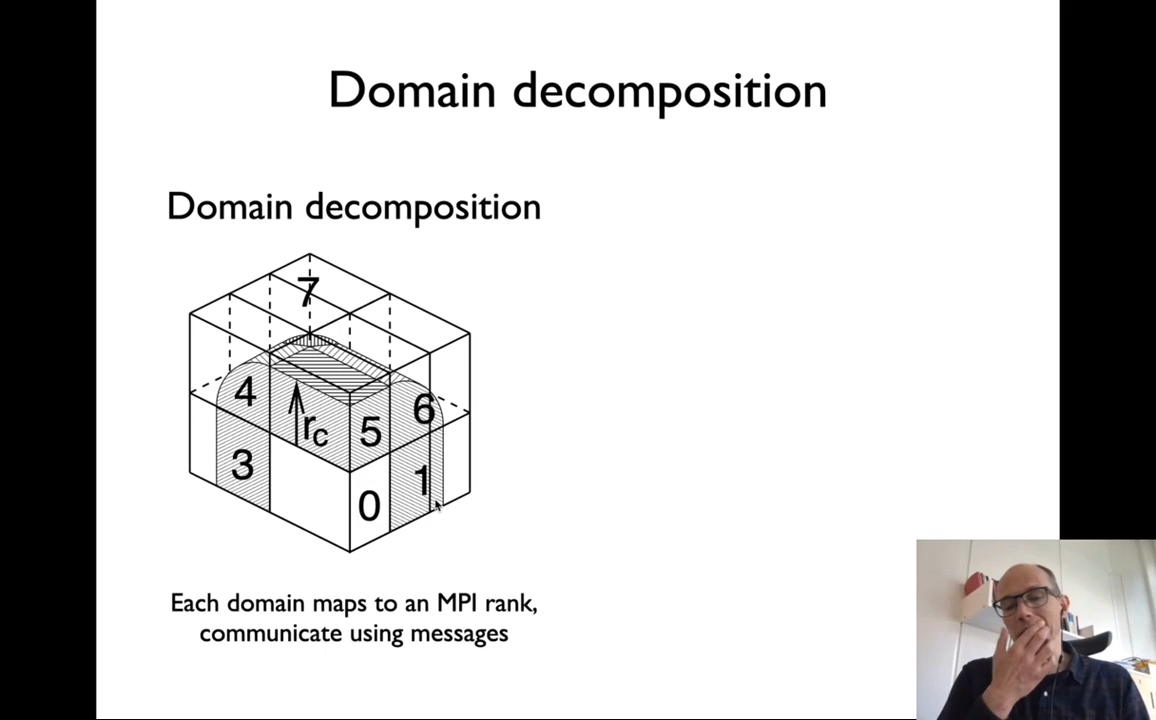 Domain decomposition
Domain decomposition
7
4
6
rc
5
3
1
0
Each domain maps to an MPI rank,
communicate using messages